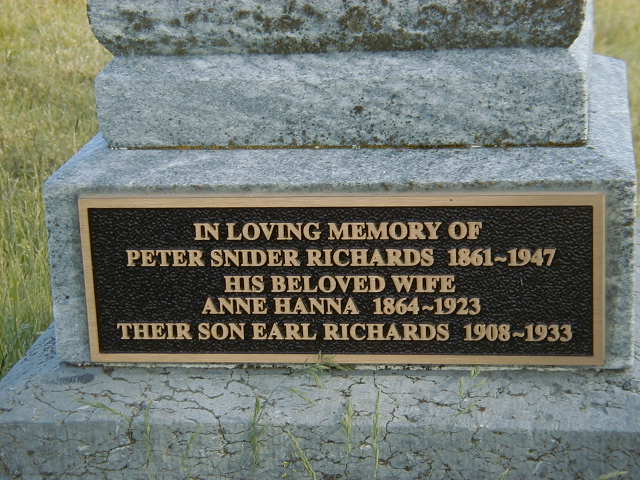 IN LOVING MEMORY OF
PETER SNIDER RICHARDS 1861~1947
HIS BELOVED WIFE
ANNE HANNA 1864~1923
THEIR SON EARL RICHARDS 1908~1933